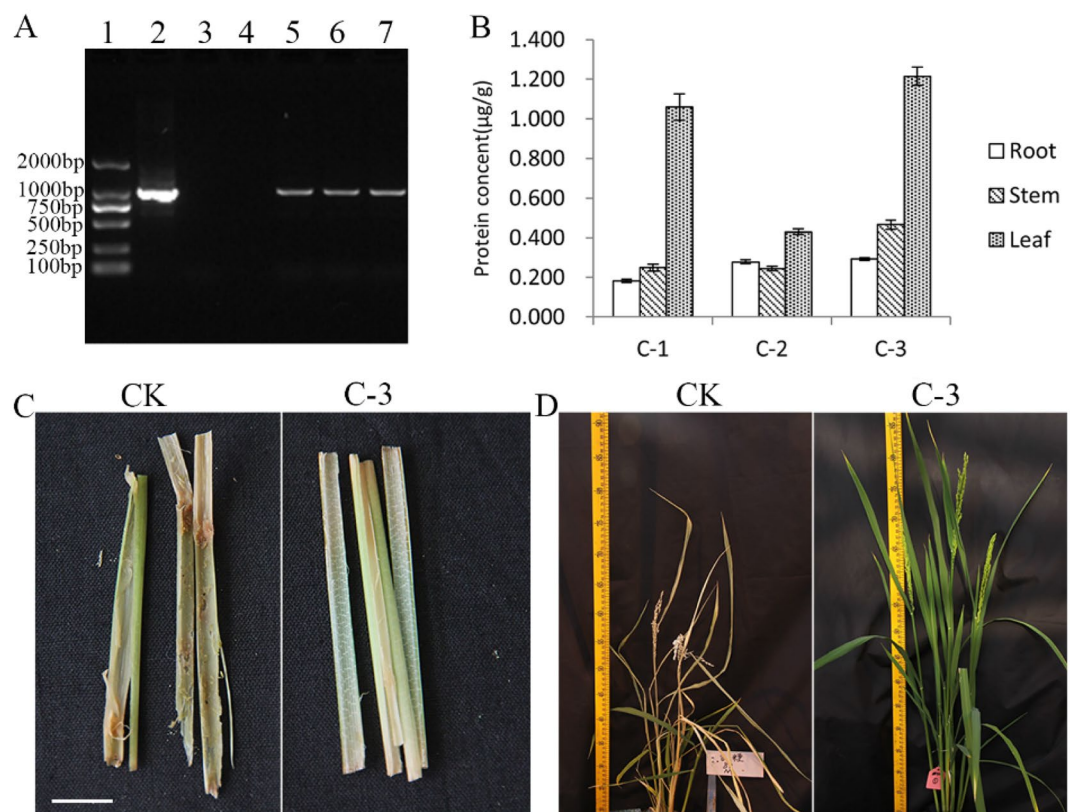 A
1 2 3 4 5 6 7
2000bp
1000bp
750bp
500bp
250bp
100bp
B
1.400
1.200
1.000
0.800
0.600
0.400
0.200
0.000
Protein concent(μg/g)
C-1 C-2 C-3
Root
Stem
Leaf
C
CK
C-3
D
CK
C-3